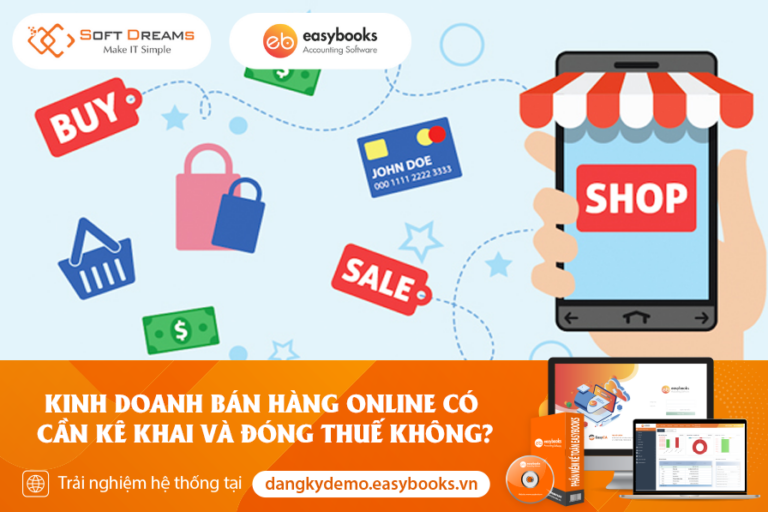 SOFT DREAMS
Make IT Simple
eb easybooks
Accounting Software
BUY
JOHN DOE
000 1111 2222 3333
SHOP
SALE
$
KINH DOANH BÁN HÀNG ONLINE CÓ
CẦN KÊ KHAI VÀ ĐÓNG THUẾ KHÔNG?
Trải nghiệm hệ thống tại
dangkydemo.easybooks.vn
easybooks
easybooks
PHẦN MỀM KẾ TOÁN EASYBOOKS